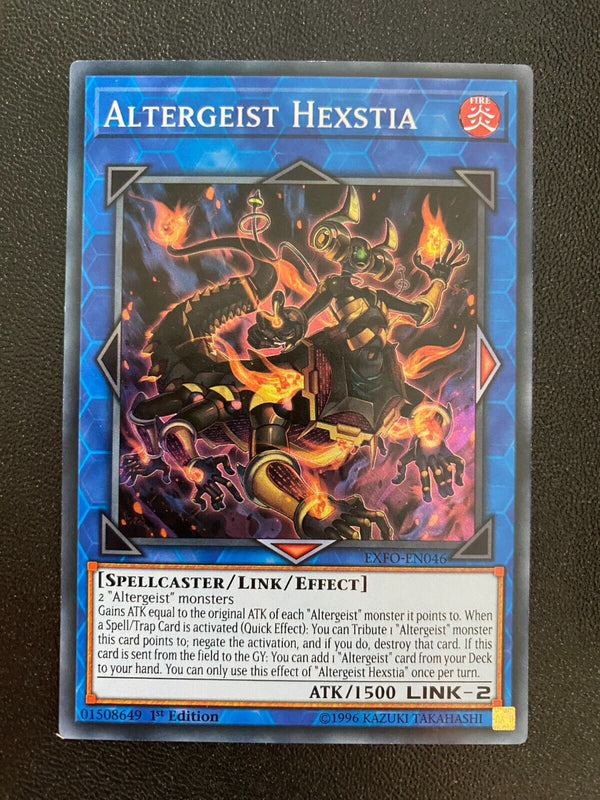 ALTERGEIST HEXSTIA
FIRE
炎
EXFO-EN046
[SPELLCASTER/LINK/EFFECT]
2 "Altergeist" monsters
Gains ATK equal to the original ATK of each "Altergeist" monster it points to. When
a Spell/Trap Card is activated (Quick Effect): You can Tribute 1 "Altergeist" monster
this card points to; negate the activation, and if you do, destroy that card. If this
card is sent from the field to the GY: You can add 1 "Altergeist" card from your Deck
to your hand. You can only use this effect of "Altergeist Hexstia" once per turn.
ATK/1500 LINK-2
01508649 1st Edition ©1996 KAZUKI TAKAHASHI